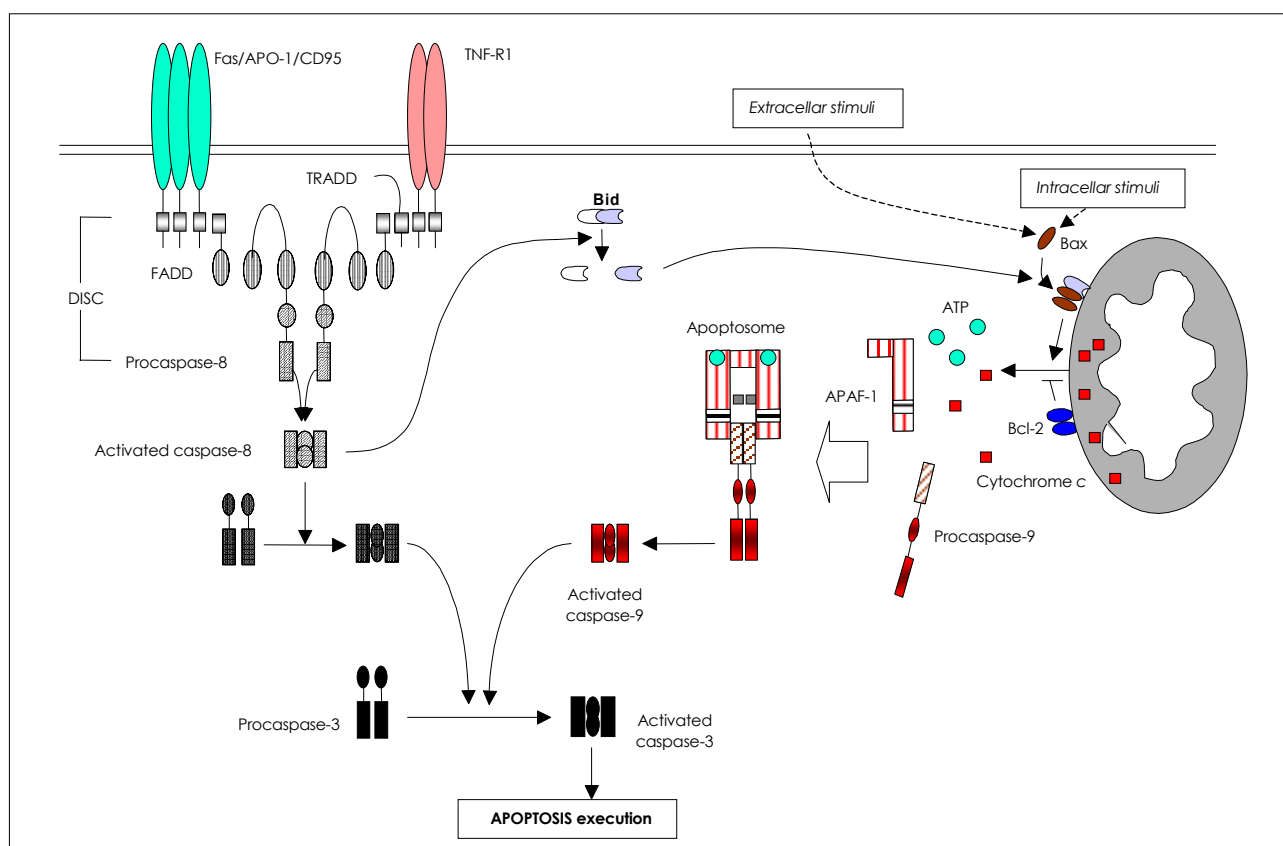 Fas/APO-1/CD95
TNF-R1
Extracellar stimuli
TRADD
Intracellar stimuli
Bid
Bax
FADD
DISC
ATP
Apoptosome
Procaspase-8
APAF-1
Bcl-2
Activated caspase-8
Cytochrome c
Procaspase-9
Activated
caspase-9
Procaspase-3
Activated
caspase-3
APOPTOSIS execution